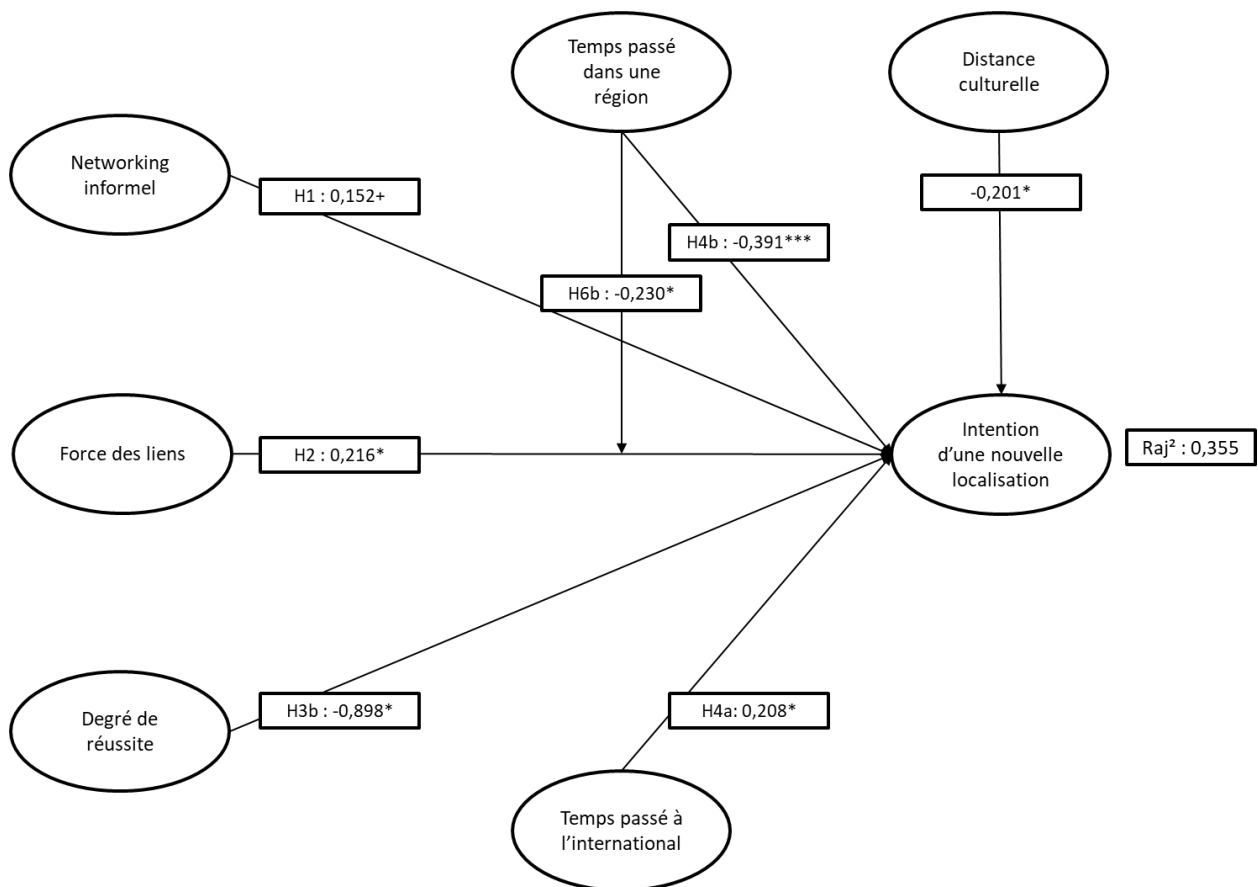 Temps passé
dans une
région
Distance
culturelle
Networking
informel
H1 : 0,152+
-0,201*
H4b : -0,391***
H6b : -0,230*
Force des liens
H2 : 0,216*
Intention
d’une nouvelle
localisation
Raj² : 0,355
Degré de
réussite
H3b : -0,898*
H4a: 0,208*
Temps passé à
l’international